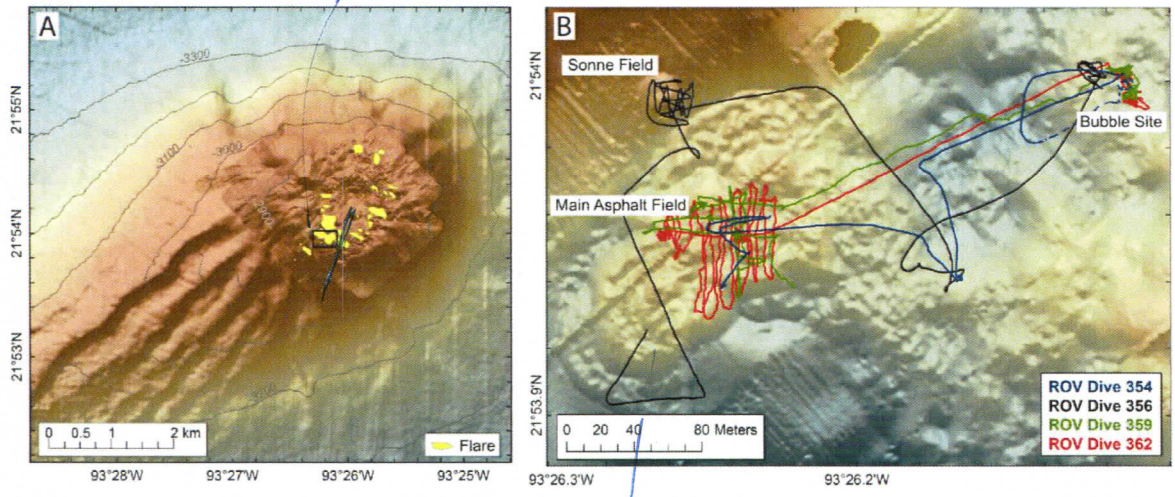 A
-3300
-3100
-3000
21°55'N
21°54'N
21°53'N
0 0.5 1 2 km
Flare
93°28'W
93°27'W
93°26'W
93°25'W
B
Sonne Field
Main Asphalt Field
Bubble Site
21°54'N
21°53.9'N
0 20 40 80 Meters
ROV Dive 354
ROV Dive 356
ROV Dive 359
ROV Dive 362
93°26.3'W
93°26.2'W